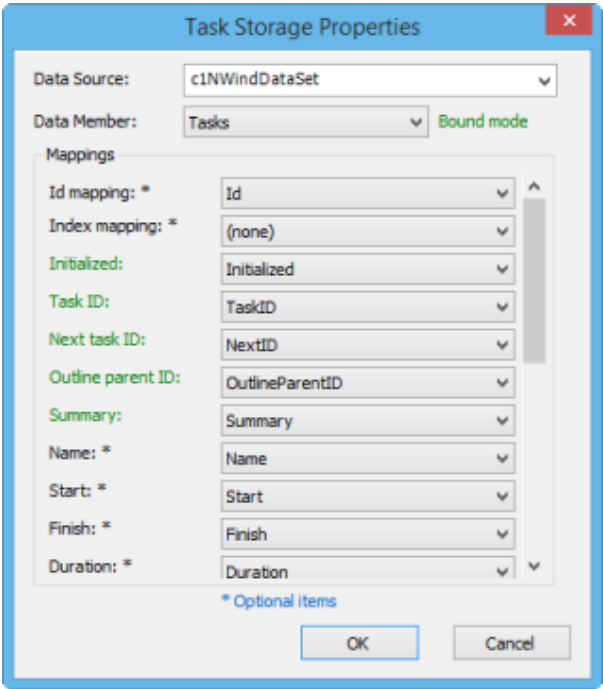 Task Storage Properties
Data Source: c1NWindDataSet
Data Member: Tasks Bound mode
Mappings
Id mapping: * Id
Index mapping: * (none)
Initialized: Initialized
Task ID: TaskID
Next task ID: NextID
Outline parent ID: OutlineParentID
Summary: Summary
Name: * Name
Start: * Start
Finish: * Finish
Duration: * Duration
* Optional items
OK Cancel